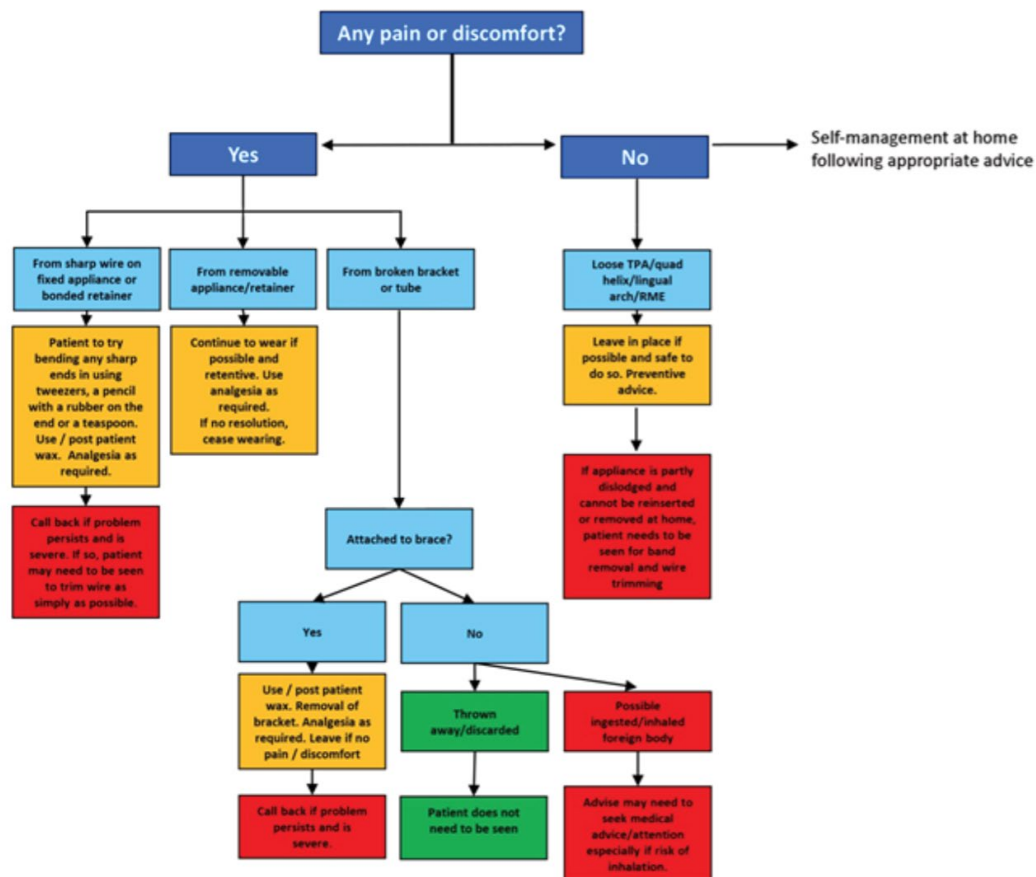 Any pain or discomfort?
Yes
No
Self-management at home
following appropriate advice
From sharp wire on
fixed appliance or
bonded retainer
From removable
appliance/retainer
From broken bracket
or tube
Loose TPA/quad
helix/lingual
arch/RME
Patient to try
bending any sharp
ends in using
tweezers, a pencil
with a rubber on the
end or a teaspoon.
Use / post patient
wax. Analgesia as
required.
Continue to wear if
possible and
retentive. Use
analgesia as
required.
If no resolution,
cease wearing.
Leave in place if
possible and safe to
do so. Preventive
advice.
Call back if problem
persists and is
severe. If so, patient
may need to be seen
to trim wire as
simply as possible.
If appliance is partly
dislodged and
cannot be reinserted
or removed at home,
patient needs to be
seen for band
removal and wire
trimming
Attached to brace?
Yes
No
Use / post patient
wax. Removal of
bracket. Analgesia as
required. Leave if no
pain / discomfort
Thrown
away/discarded
Possible
ingested/inhaled
foreign body
Call back if problem
persists and is
severe.
Patient does not
need to be seen
Advise may need to
seek medical
advice/attention
especially if risk of
inhalation.